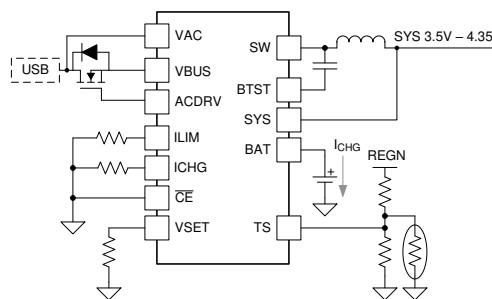 VAC
SW
SYS 3.5V – 4.35
USB
VBUS
BTST
ACDRV
SYS
ILIM
BAT
ICHG
REGN
ICHG
+
CE
VSET
TS